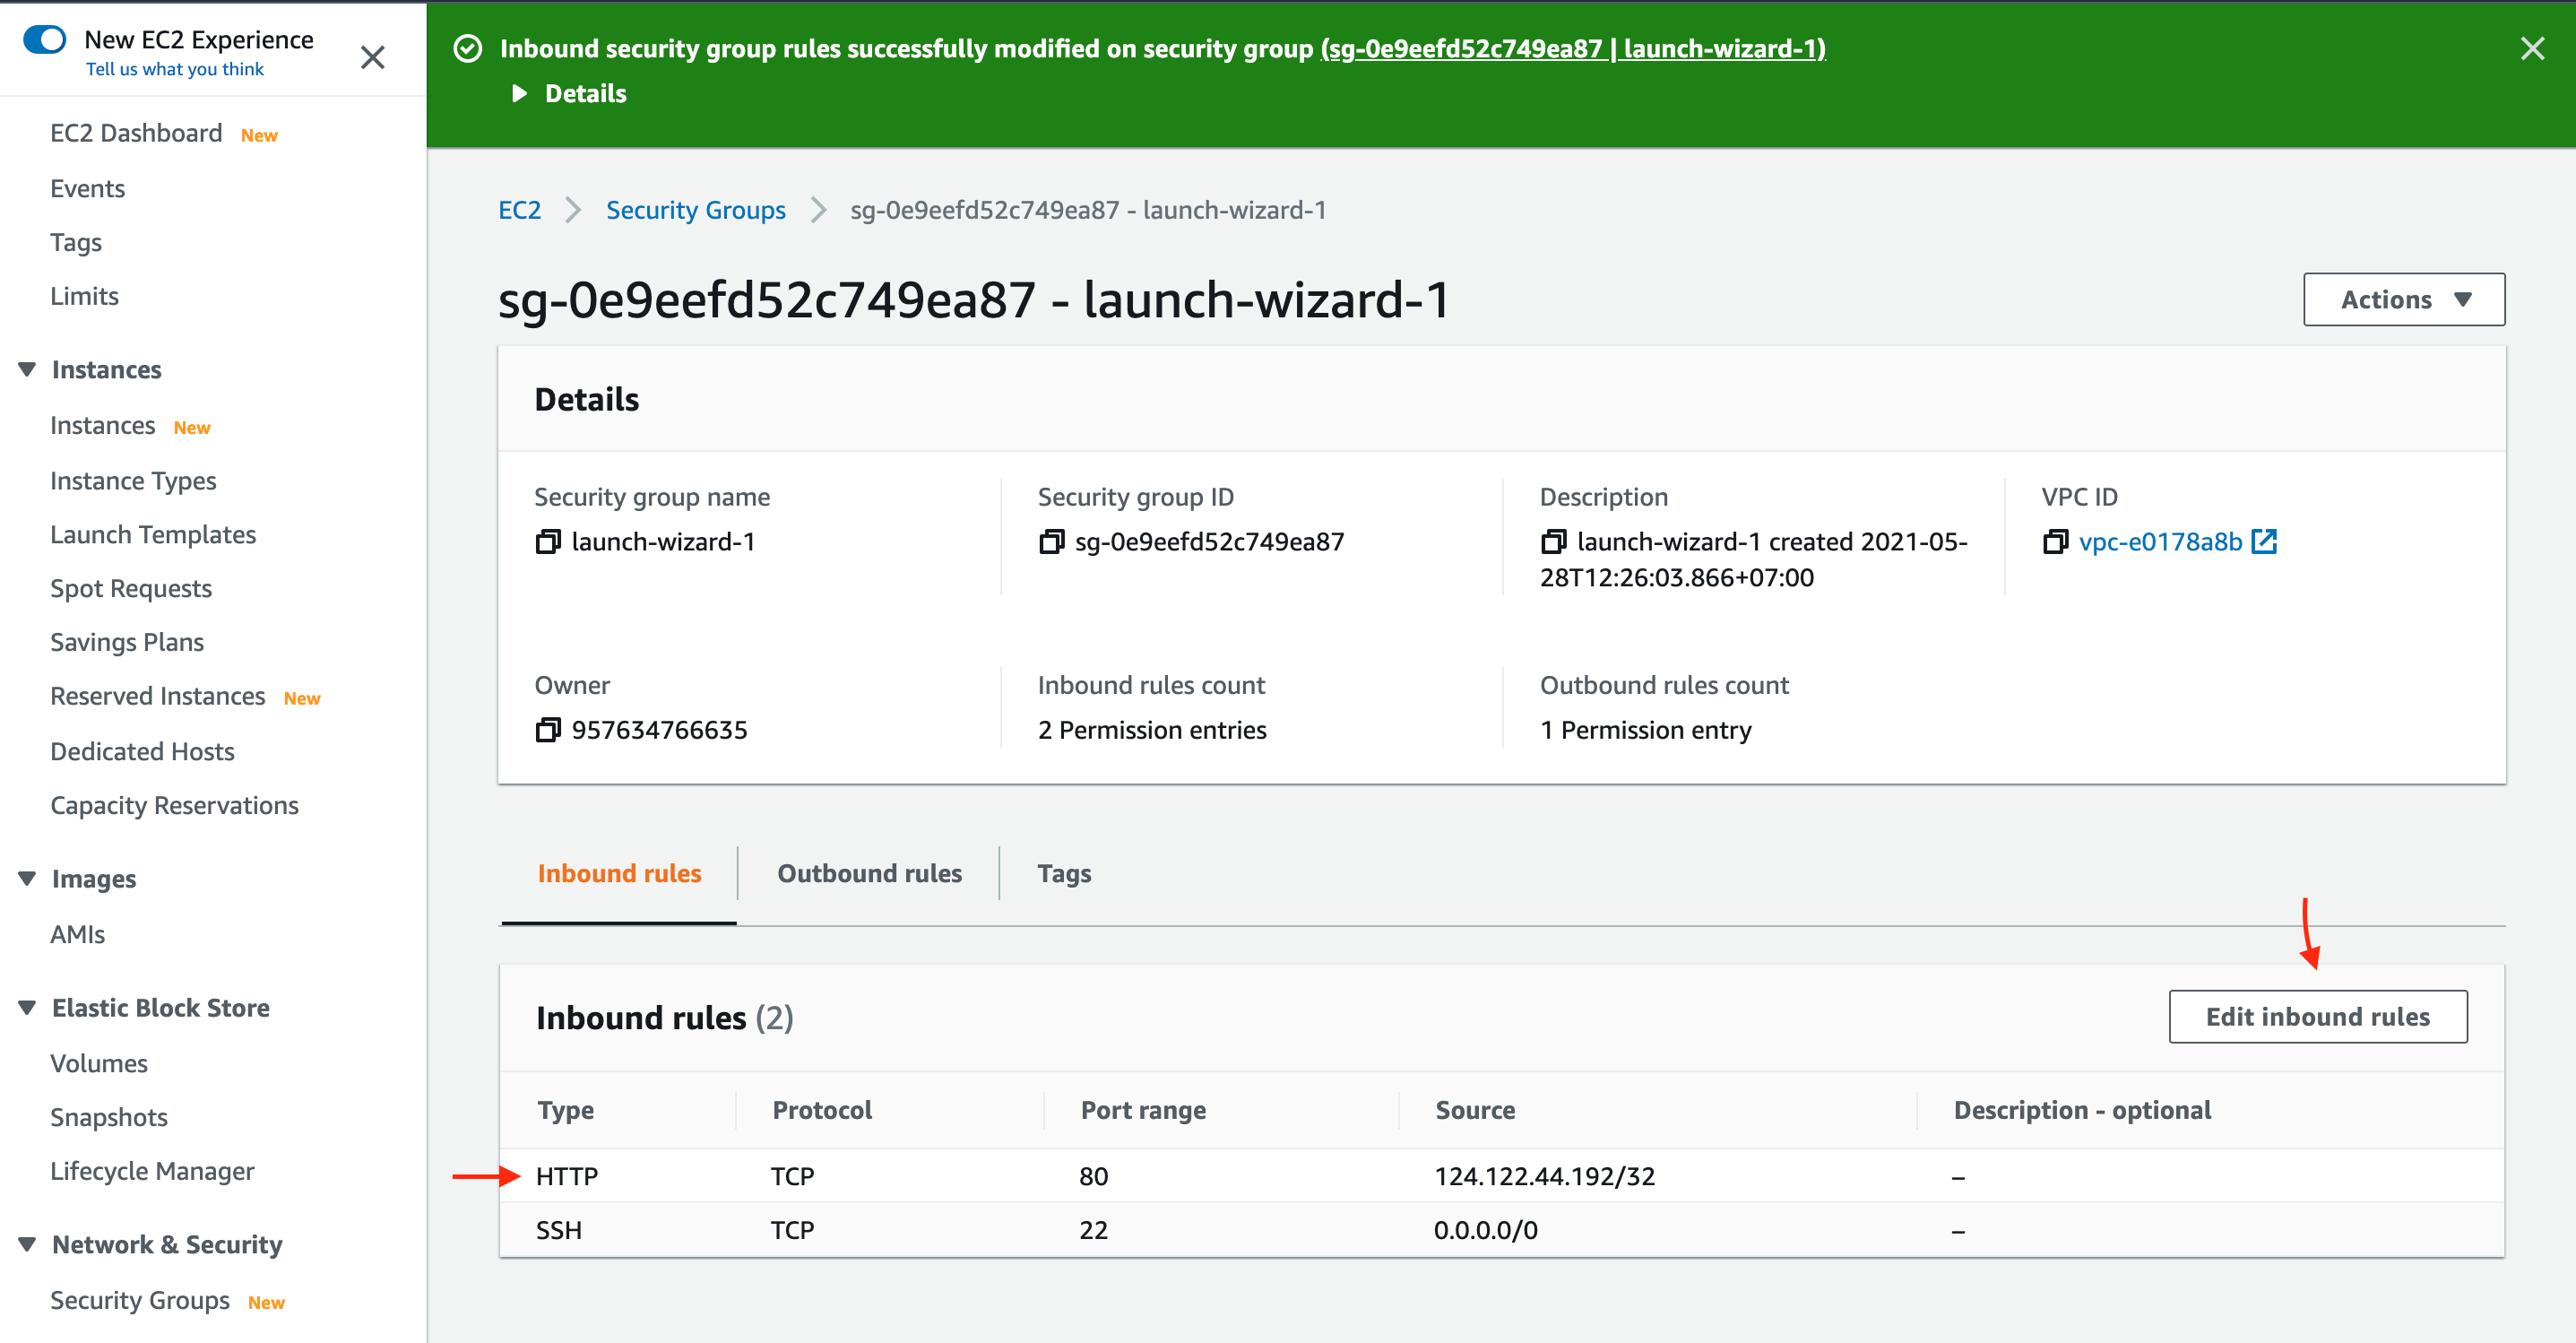 New EC2 Experience
Tell us what you think
EC2 Dashboard New
Events
Tags
Limits
Instances
Instances New
Instance Types
Launch Templates
Spot Requests
Savings Plans
Reserved Instances New
Dedicated Hosts
Capacity Reservations
Images
AMIs
Elastic Block Store
Volumes
Snapshots
Lifecycle Manager
Network & Security
Security Groups New
Inbound security group rules successfully modified on security group (sg-0e9eefd52c749ea87 | launch-wizard-1)
Details
EC2 Security Groups sg-0e9eefd52c749ea87 - launch-wizard-1
sg-0e9eefd52c749ea87 - launch-wizard-1
Actions
Details
Security group name
launch-wizard-1
Security group ID
sg-0e9eefd52c749ea87
Description
launch-wizard-1 created 2021-05-
28T12:26:03.866+07:00
VPC ID
vpc-e0178a8b
Owner
957634766635
Inbound rules count
2 Permission entries
Outbound rules count
1 Permission entry
Inbound rules Outbound rules Tags
Inbound rules (2)
Edit inbound rules
Type Protocol Port range Source Description - optional
HTTP TCP 80 124.122.44.192/32 –
SSH TCP 22 0.0.0.0/0 –